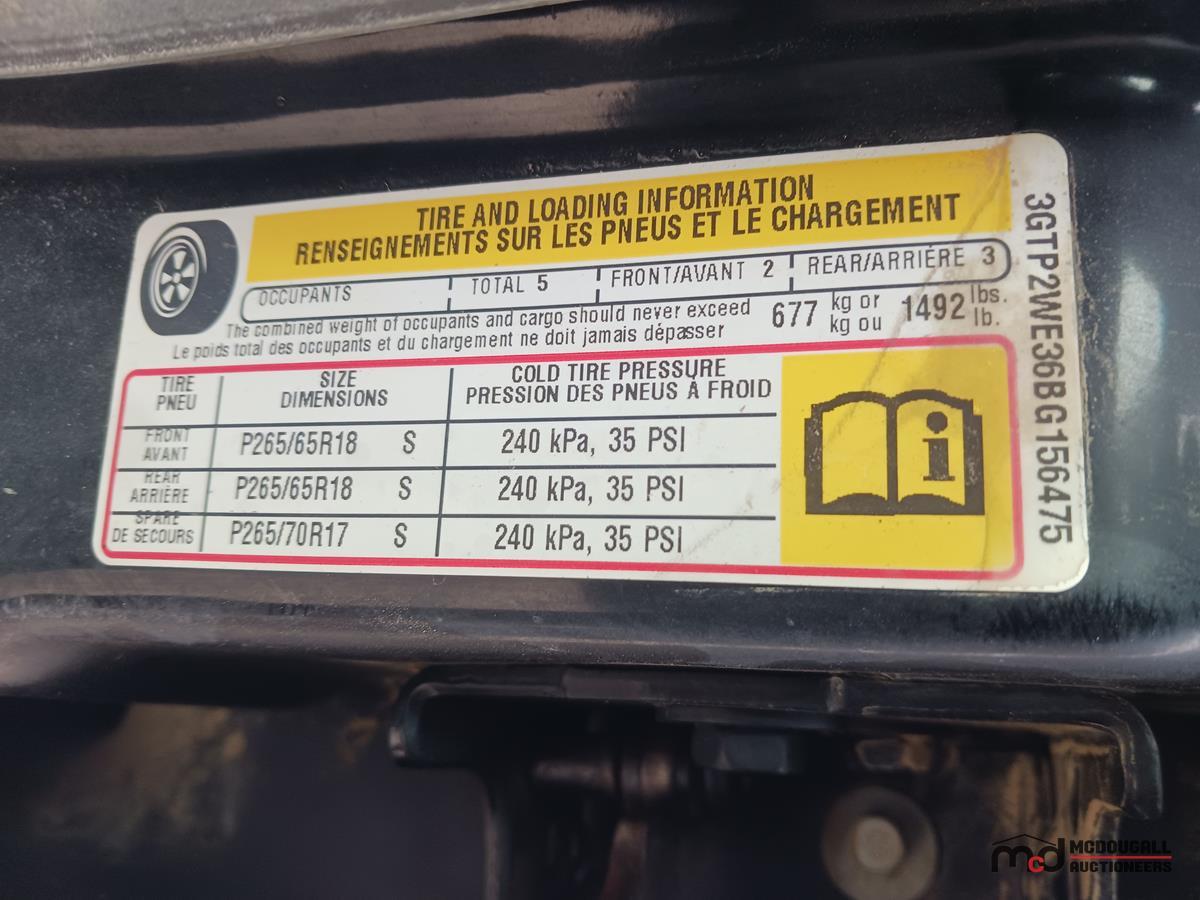 TIRE AND LOADING INFORMATION
RENSEIGNEMENTS SUR LES PNEUS ET LE CHARGEMENT
OCCUPANTS TOTAL 5 FRONT/AVANT 2 REAR/ARRIÈRE 3
The combined weight of occupants and cargo should never exceed 677 kg or 1492 lbs.
Le poids total des occupants et du chargement ne doit jamais dépasser kg ou lb.
TIRE SIZE COLD TIRE PRESSURE
PNEU DIMENSIONS PRESSION DES PNEUS À FROID
FRONT
AVANT P265/65R18 S 240 kPa, 35 PSI
REAR
ARRIÈRE P265/65R18 S 240 kPa, 35 PSI
SPARE
DE SECOURS P265/70R17 S 240 kPa, 35 PSI
i
3GTP2WE36BG156475
mcd MCDOUGALL
AUCTIONEERS